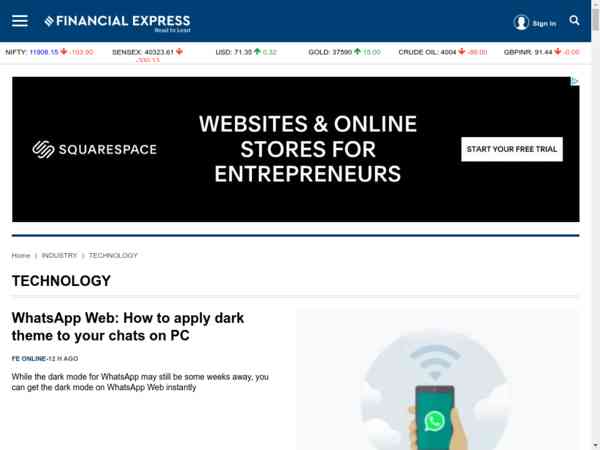 FINANCIAL EXPRESS
Read to Lead
Sign In
NIFTY: 11908.15 -103.90 SENSEX: 40323.61 -330.13 USD: 71.35 0.32 GOLD: 37590 15.00 CRUDE OIL: 4004 -86.00 GBPINR: 91.44 -0.06
SQUARESPACE
WEBSITES & ONLINE
STORES FOR
ENTREPRENEURS
START YOUR FREE TRIAL
Home | INDUSTRY | TECHNOLOGY
TECHNOLOGY
WhatsApp Web: How to apply dark
theme to your chats on PC
FE ONLINE-12 H AGO
While the dark mode for WhatsApp may still be some weeks away, you
can get the dark mode on WhatsApp Web instantly